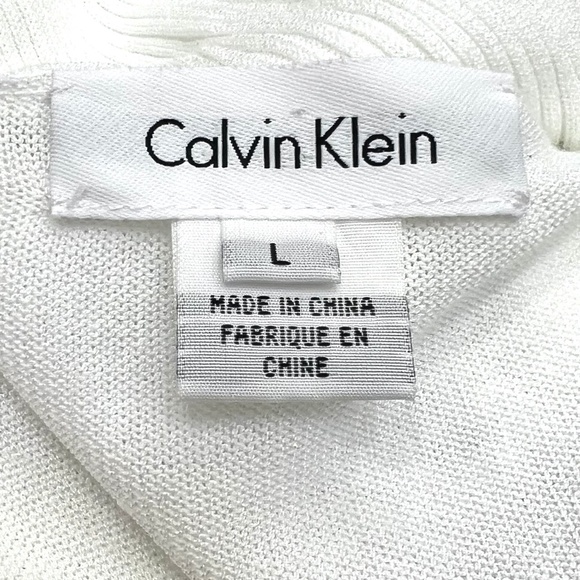 Calvin Klein
L
MADE IN CHINA
FABRIQUE EN
CHINE